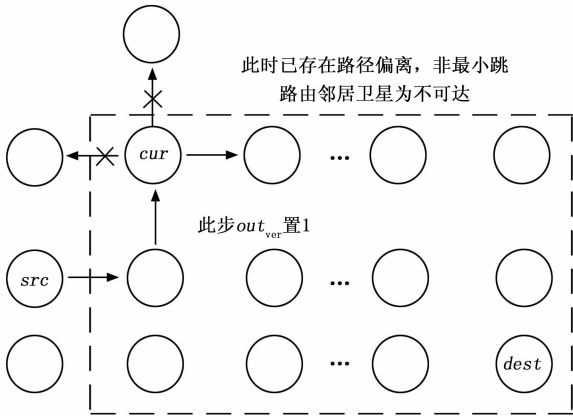 此时已存在路径偏离，非最小跳
路由邻居卫星为不可达
cur
...
此步outver置1
src
...
...
dest